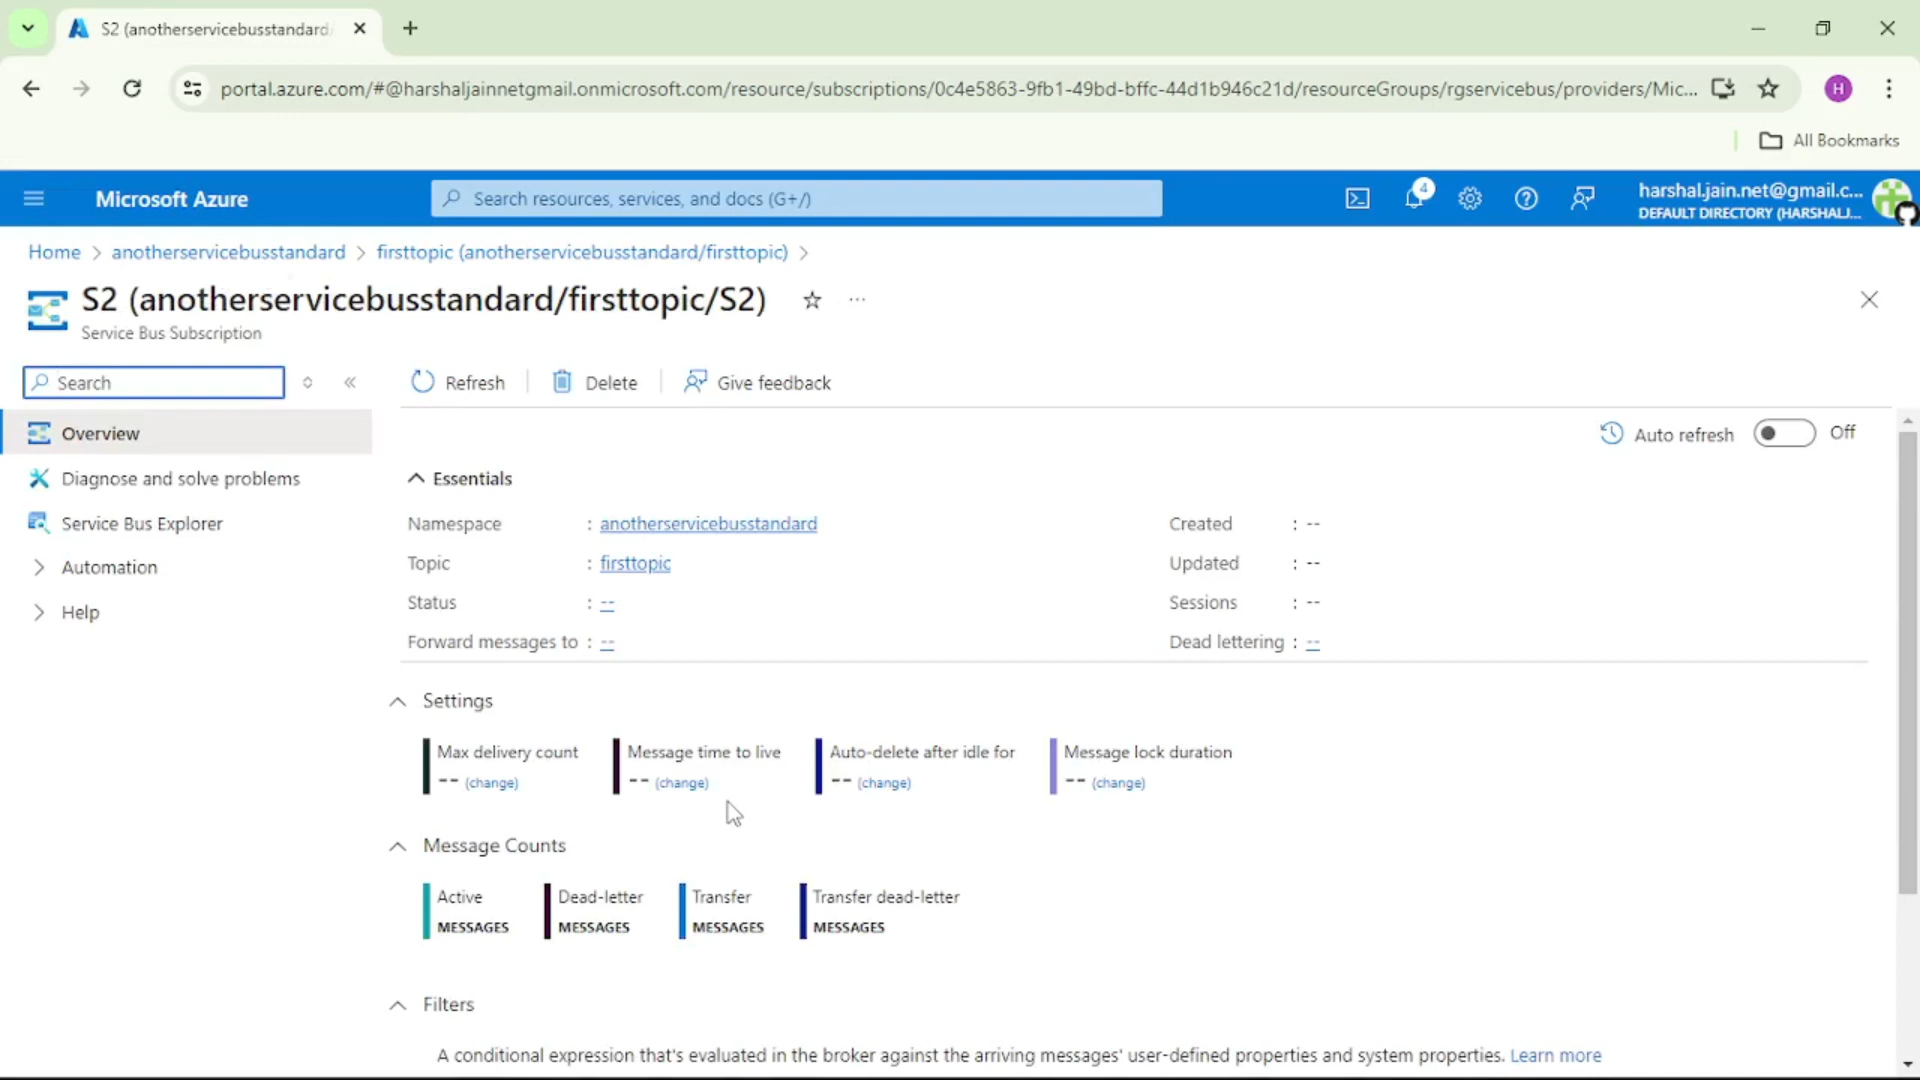 S2 (anotherservicebusstandard/
portal.azure.com/#@harshaljainnetgmail.onmicrosoft.com/resource/subscriptions/0c4e5863-9fb1-49bd-bffc-44d1b946c21d/resourceGroups/rgservicebus/providers/Mic...
H
All Bookmarks
Microsoft Azure
Search resources, services, and docs (G+/)
4
harshal.jain.net@gmail.c...
DEFAULT DIRECTORY (HARSHALJ...
Home > anotherservicebusstandard > firsttopic (anotherservicebusstandard/firsttopic) >
S2 (anotherservicebusstandard/firsttopic/S2)
Service Bus Subscription
Search
Refresh
Delete
Give feedback
Overview
Diagnose and solve problems
Service Bus Explorer
Automation
Help
Auto refresh
Off
Essentials
Namespace : anotherservicebusstandard
Topic : firsttopic
Status : --
Forward messages to : --
Created : --
Updated : --
Sessions : --
Dead lettering : --
Settings
Max delivery count
-- (change)
Message time to live
-- (change)
Auto-delete after idle for
-- (change)
Message lock duration
-- (change)
Message Counts
Active
MESSAGES
Dead-letter
MESSAGES
Transfer
MESSAGES
Transfer dead-letter
MESSAGES
Filters
A conditional expression that's evaluated in the broker against the arriving messages' user-defined properties and system properties. Learn more